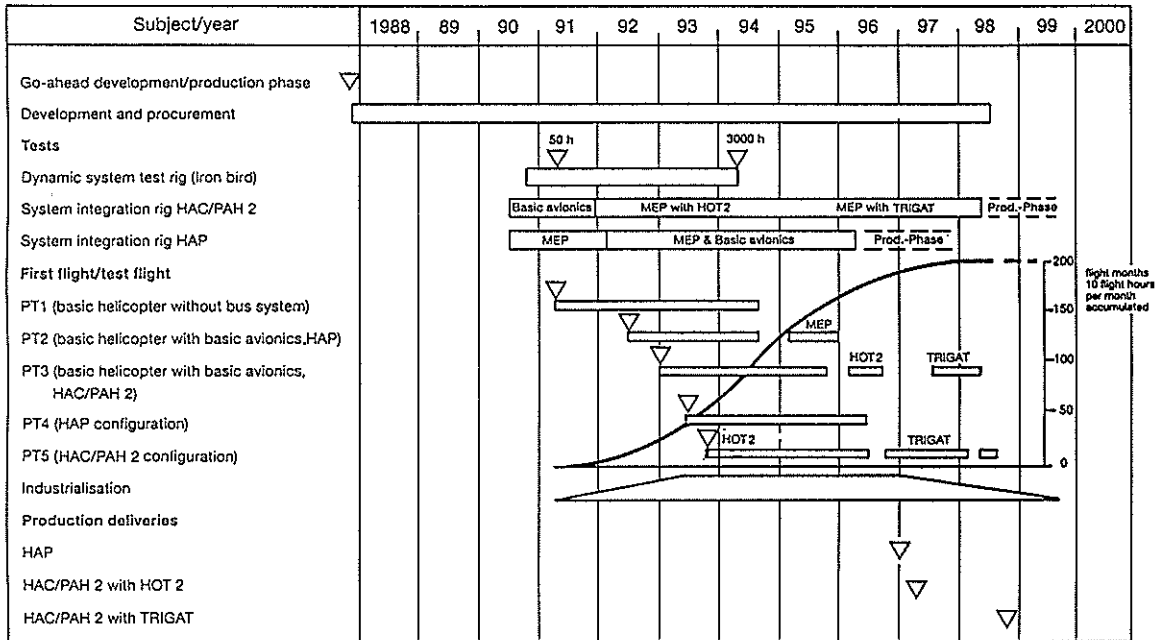 Subject/year 1988 89 90 91 92 93 94 95 96 97 98 99 2000
Go-ahead development/production phase
Development and procurement
Tests 50 h 3000 h
Dynamic system test rig (Iron bird)
System integration rig HAC/PAH 2 Basic avionics MEP with HOT2 MEP with TRIGAT Prod.-Phase
System integration rig HAP MEP MEP & Basic avionics Prod.-Phase
First flight/test flight 200
flight months
10 flight hours
per month
accumulated
PT1 (basic helicopter without bus system) 150
PT2 (basic helicopter with basic avionics,HAP) MEP
PT3 (basic helicopter with basic avionics, HOT2 TRIGAT 100
HAC/PAH 2)
50
PT4 (HAP configuration)
PT5 (HAC/PAH 2 configuration) HOT2 TRIGAT 0
Industrialisation
Production deliveries
HAP
HAC/PAH 2 with HOT 2
HAC/PAH 2 with TRIGAT